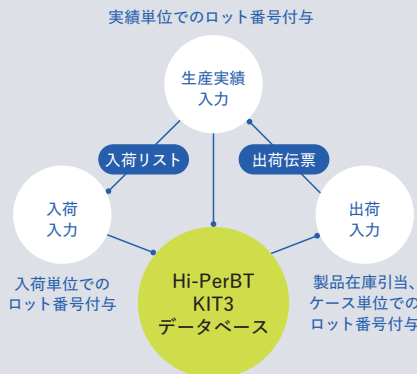 実績単位でのロット番号付与
生産実績
入力
入荷リスト
出荷伝票
入荷
入力
出荷
入力
入荷単位での
ロット番号付与
Hi-PerBT
KIT3
データベース
製品在庫引当、
ケース単位での
ロット番号付与